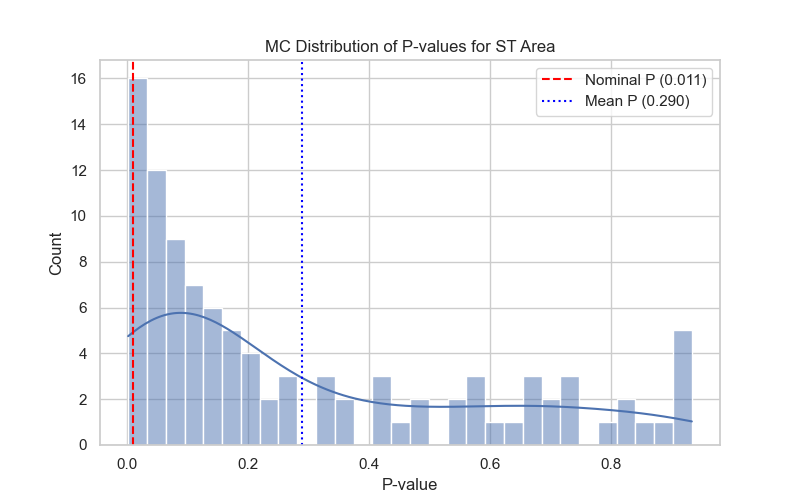 MC Distribution of P-values for ST Area
Nominal P (0.011)
Mean P (0.290)
16
14
12
10
8
6
4
2
0
Count
0.0 0.2 0.4 0.6 0.8
P-value